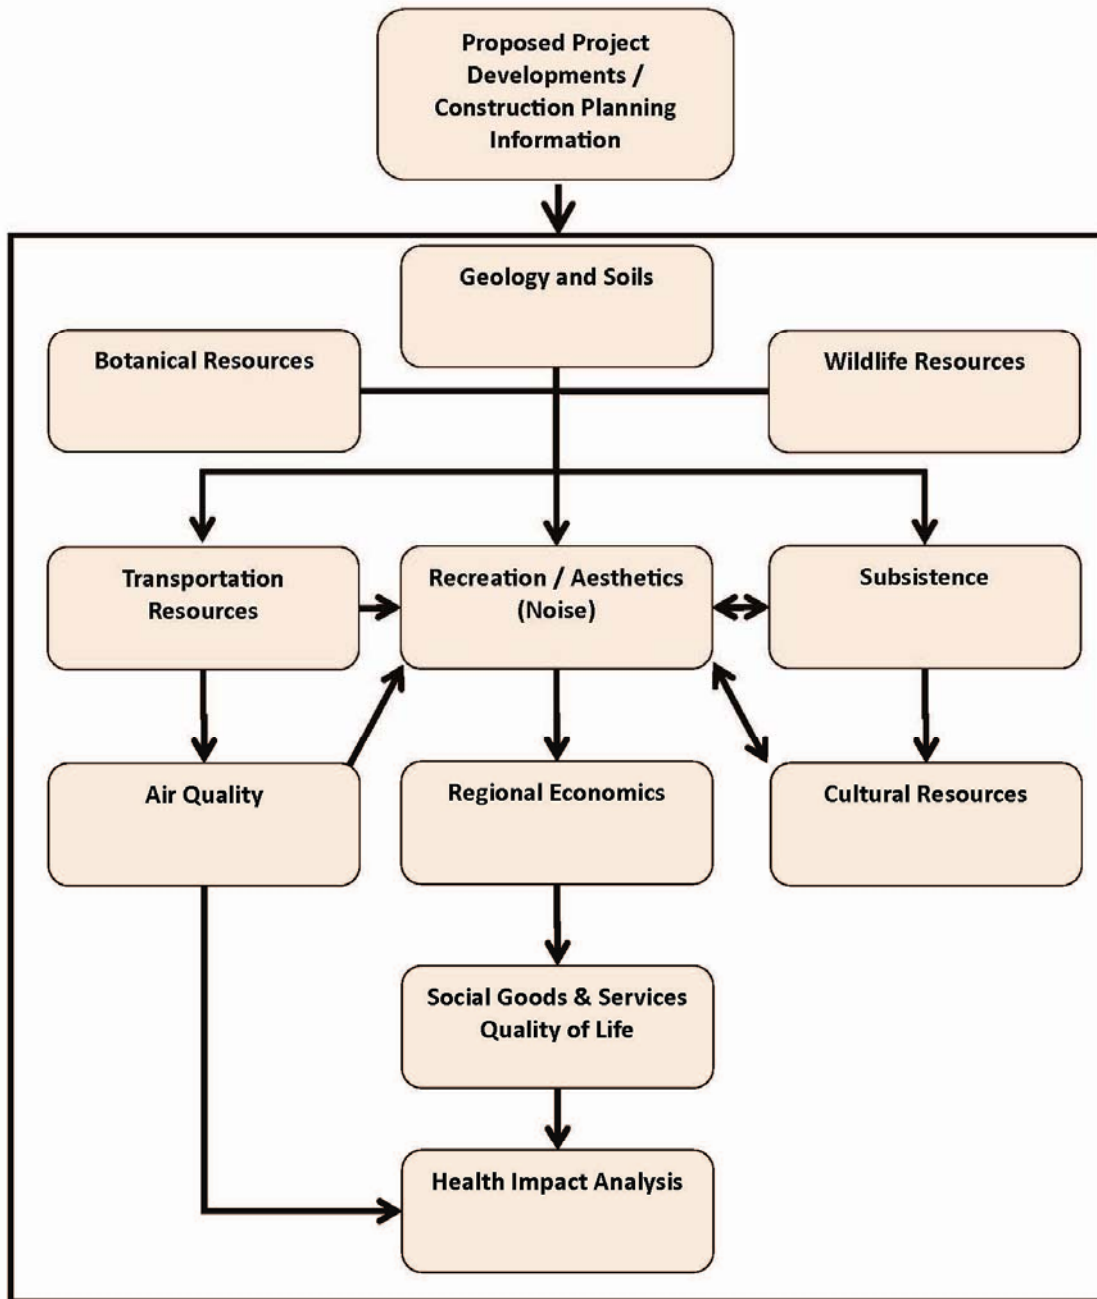 Proposed Project
Developments /
Construction Planning
Information
Geology and Soils
Botanical Resources
Wildlife Resources
Transportation
Resources
Recreation / Aesthetics
(Noise)
Subsistence
Air Quality
Regional Economics
Cultural Resources
Social Goods & Services
Quality of Life
Health Impact Analysis